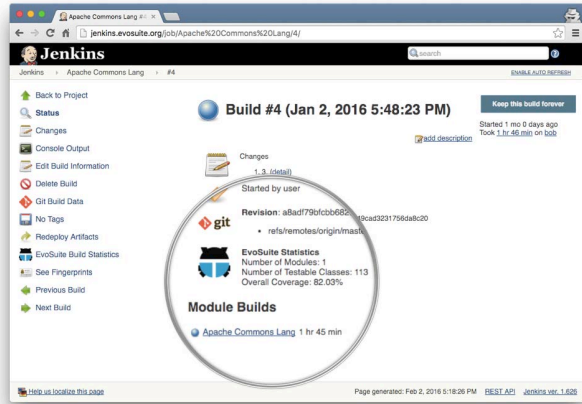 Apache Commons Lang #4
jenkins.evosuite.org/job/Apache%20Commons%20Lang/4/
Jenkins
search
Jenkins › Apache Commons Lang › #4
ENABLE AUTO REFRESH
Back to Project
Status
Changes
Console Output
Edit Build Information
Delete Build
Git Build Data
No Tags
Redeploy Artifacts
EvoSuite Build Statistics
See Fingerprints
Previous Build
Next Build
Build #4 (Jan 2, 2016 5:48:23 PM)
Keep this build forever
Started 1 mo 0 days ago
Took 1 hr 46 min on bob
add description
Changes
1. 3. (detail)
Started by user
git
Revision: a8adf79bfcbb682
49cad3231756da8c20
refs/remotes/origin/mast
EvoSuite Statistics
Number of Modules: 1
Number of Testable Classes: 113
Overall Coverage: 82.03%
Module Builds
Apache Commons Lang 1 hr 45 min
Help us localize this page
Page generated: Feb 2, 2016 5:18:26 PM REST API Jenkins ver. 1.626